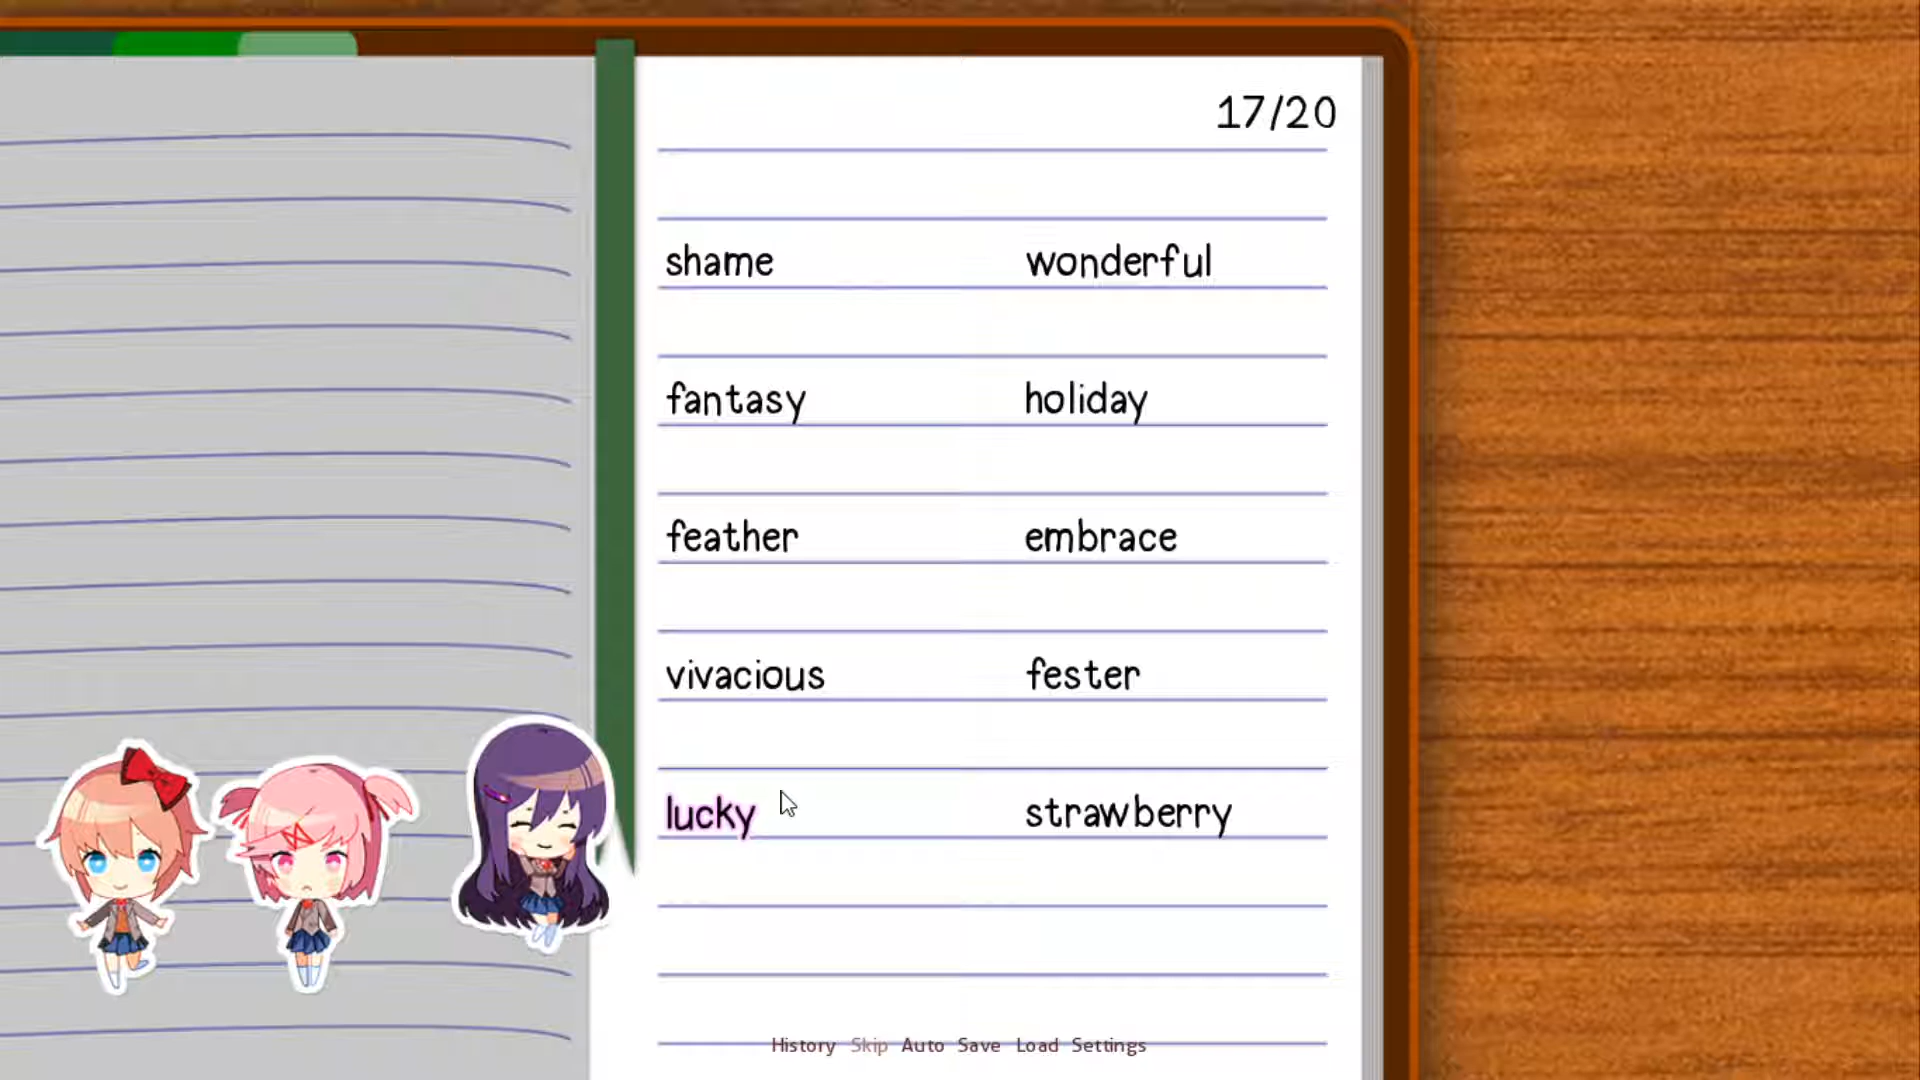 17/20
shame wonderful
fantasy holiday
feather embrace
vivacious fester
lucky strawberry
History Skip Auto Save Load Settings